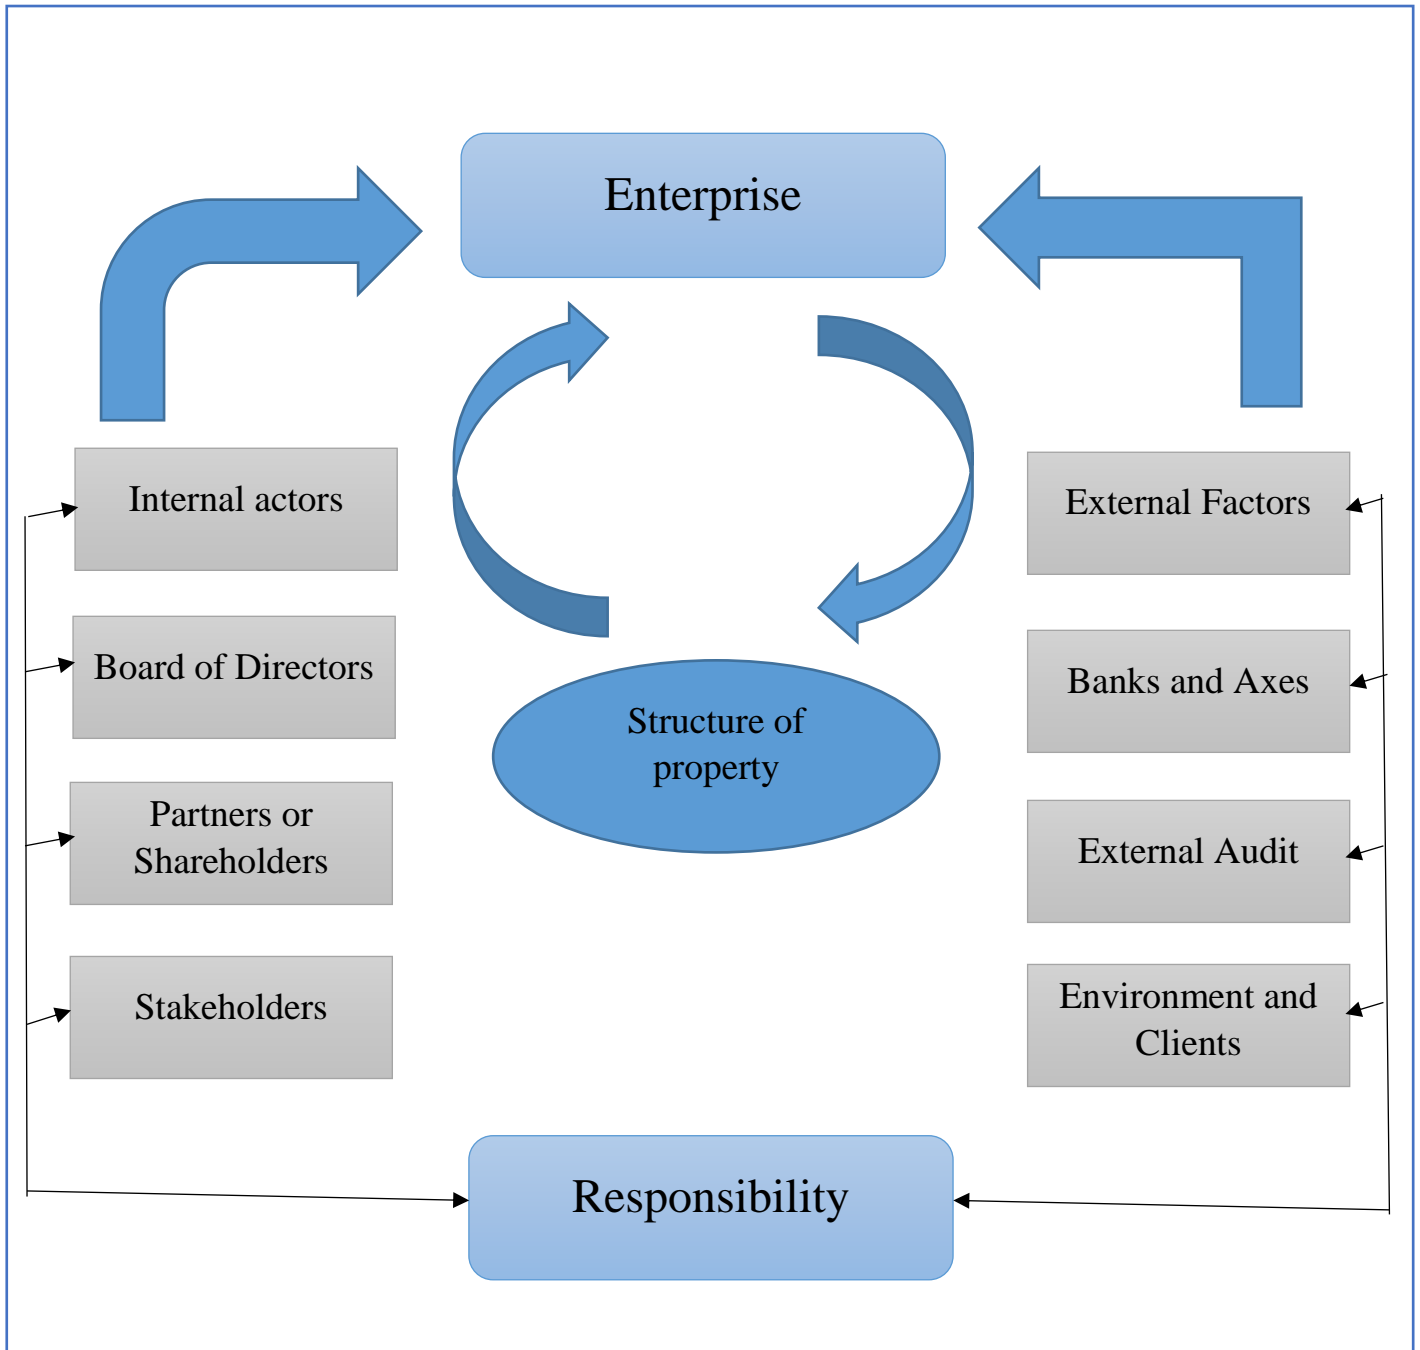 Enterprise
Internal actors
Board of Directors
Partners or
Shareholders
Stakeholders
Structure of
property
External Factors
Banks and Axes
External Audit
Environment and
Clients
Responsibility